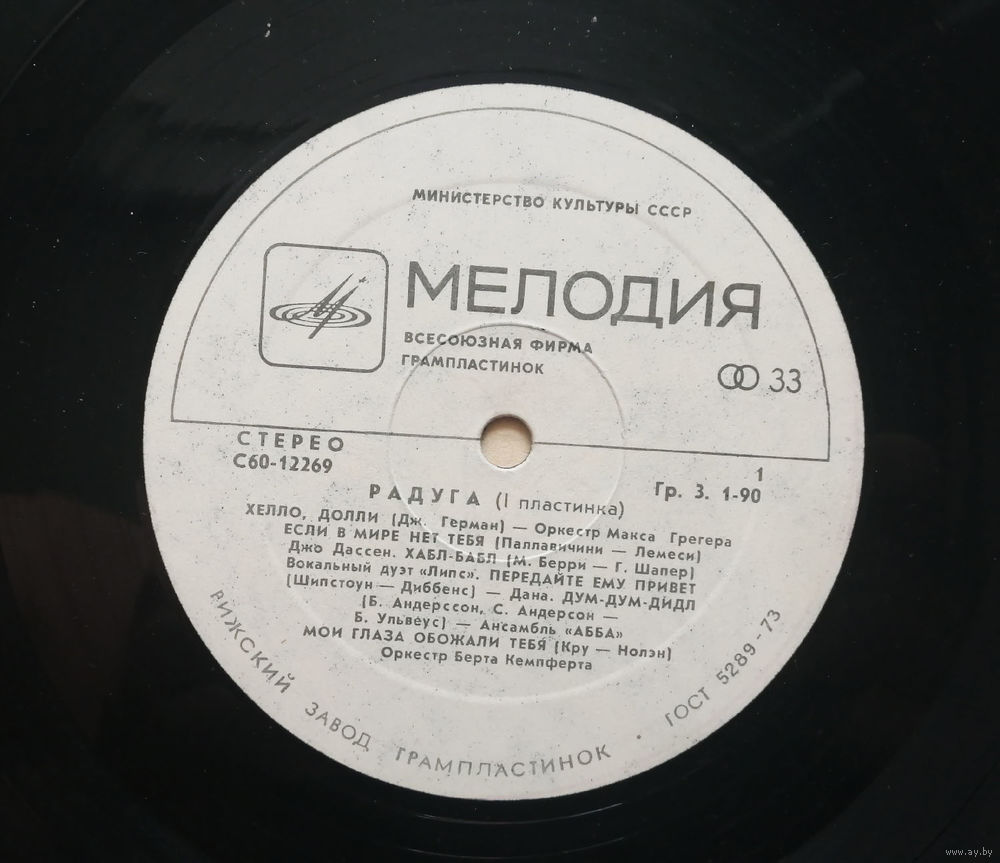 МИНИСТЕРСТВО КУЛЬТУРЫ СССР
МЕЛОДИЯ
ВСЕСОЮЗНАЯ ФИРМА
ГРАМПЛАСТИНОК
33
СТЕРЕО
С60-12269
1
Гр. 3. 1-90
РАДУГА (I пластинка)
ХЕЛЛО, ДОЛЛИ (Дж. Герман) — Оркестр Макса Грегера
ЕСЛИ В МИРЕ НЕТ ТЕБЯ (Паллавичини — Лемеси)
Джо Дассен. ХАБЛ-БАБЛ (М. Берри — Г. Шапер)
Вокальный дуэт «Липс». ПЕРЕДАЙТЕ ЕМУ ПРИВЕТ
(Шипстоун — Диббенс) — Дана. ДУМ-ДУМ-ДИДЛ
(Б. Андерссон, С. Андерсон —
Б. Ульвеус) — Ансамбль «АББА»
МОИ ГЛАЗА ОБОЖАЛИ ТЕБЯ (Кру — Нолэн)
Оркестр Берта Кемпферта
РИЖСКИЙ ЗАВОД ГРАМПЛАСТИНОК • ГОСТ 5289-73
www.ay.by